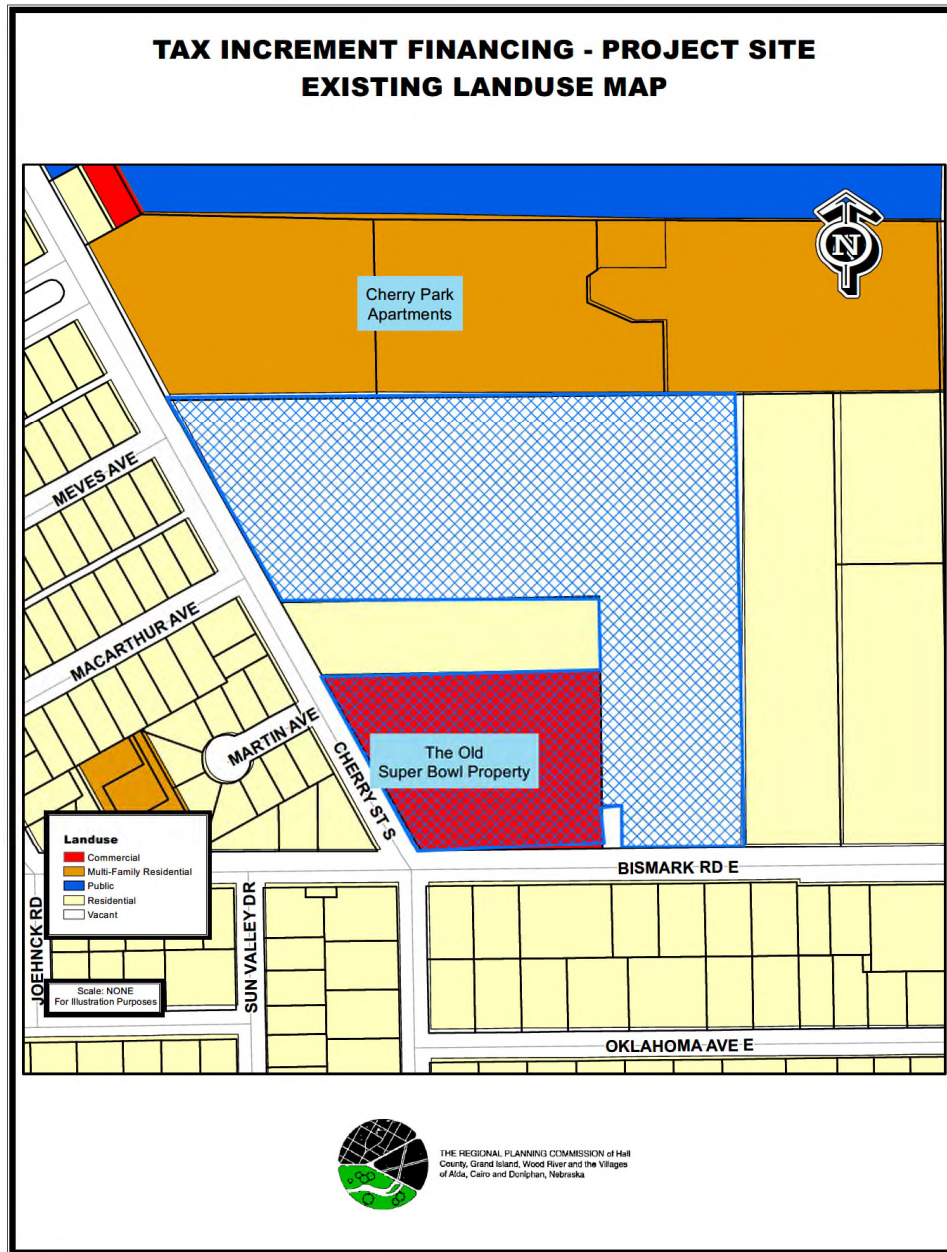 TAX INCREMENT FINANCING - PROJECT SITE
EXISTING LANDUSE MAP
N
Cherry Park
Apartments
MEVES AVE
MACARTHUR AVE
MARTIN AVE
CHERRY ST S
The Old
Super Bowl Property
Landuse
Commercial
Multi-Family Residential
Public
Residential
Vacant
BISMARK RD E
JOEHNCK RD
SUN VALLEY DR
Scale: NONE
For Illustration Purposes
OKLAHOMA AVE E
THE REGIONAL PLANNING COMMISSION of Hall
County, Grand Island, Wood River and the Villages
of Alda, Cairo and Doniphan, Nebraska